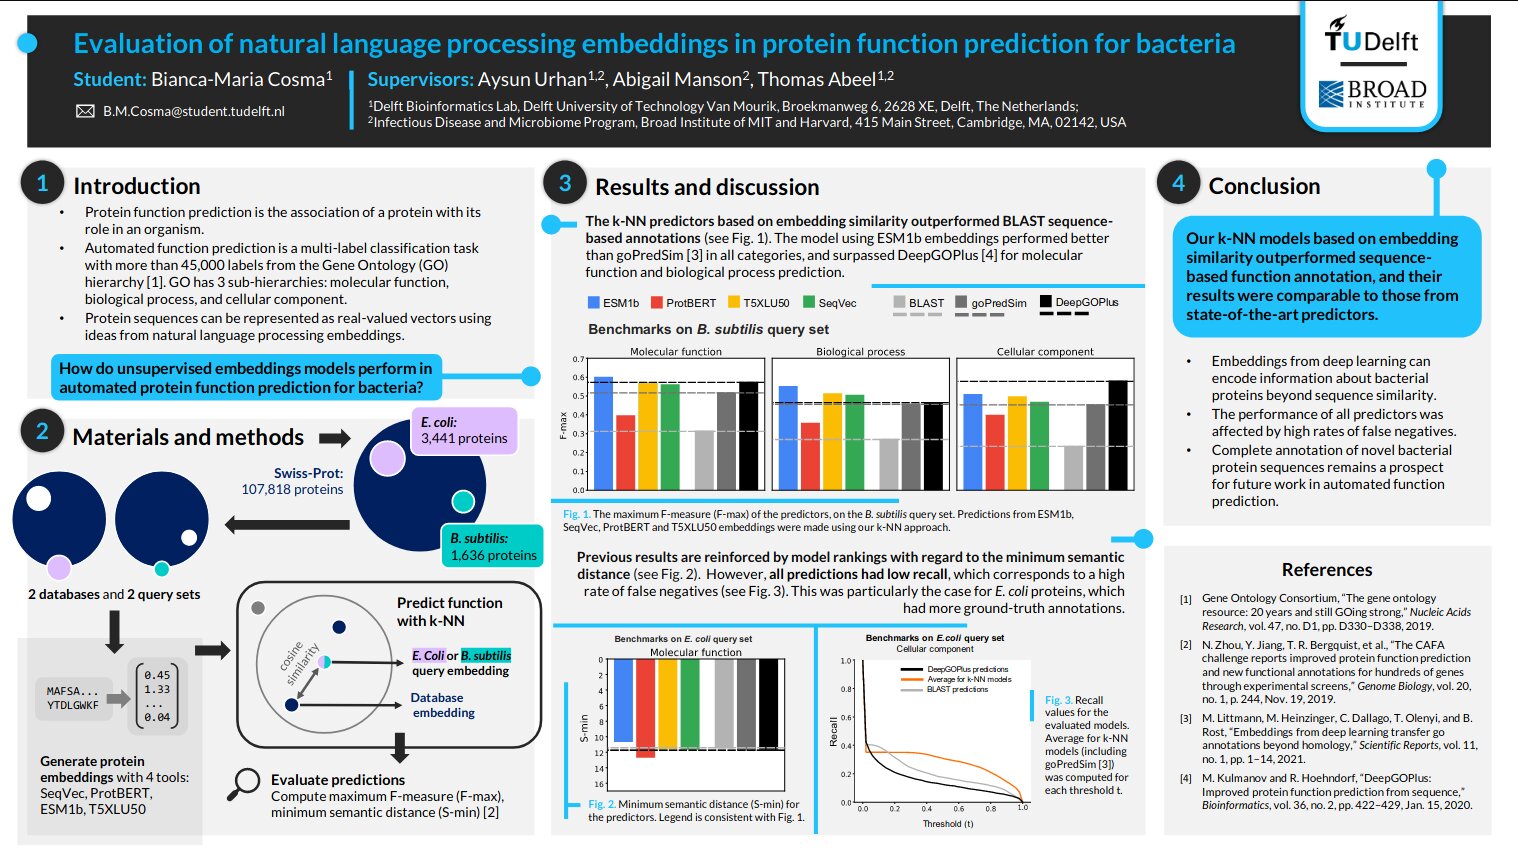 Evaluation of natural language processing embeddings in protein function prediction for bacteria
Student: Bianca-Maria Cosma1
Supervisors: Aysun Urhan1,2, Abigail Manson2, Thomas Abeel1,2
B.M.Cosma@student.tudelft.nl
1Delft Bioinformatics Lab, Delft University of Technology Van Mourik, Broekmanweg 6, 2628 XE, Delft, The Netherlands;
2Infectious Disease and Microbiome Program, Broad Institute of MIT and Harvard, 415 Main Street, Cambridge, MA, 02142, USA
TUDelft
BROAD
INSTITUTE
1
Introduction
• Protein function prediction is the association of a protein with its
role in an organism.
• Automated function prediction is a multi-label classification task
with more than 45,000 labels from the Gene Ontology (GO)
hierarchy [1]. GO has 3 sub-hierarchies: molecular function,
biological process, and cellular component.
• Protein sequences can be represented as real-valued vectors using
ideas from natural language processing embeddings.
How do unsupervised embeddings models perform in
automated protein function prediction for bacteria?
2
Materials and methods
E. coli:
3,441 proteins
Swiss-Prot:
107,818 proteins
B. subtilis:
1,636 proteins
2 databases and 2 query sets
MAFSA...
YTDLGWKF
0.45
1.33
...
0.04
Generate protein
embeddings with 4 tools:
SeqVec, ProtBERT,
ESM1b, T5XLU50
Predict function
with k-NN
cosine
similarity
E. Coli or B. subtilis
query embedding
Database
embedding
Evaluate predictions
Compute maximum F-measure (F-max),
minimum semantic distance (S-min) [2]
3
Results and discussion
The k-NN predictors based on embedding similarity outperformed BLAST sequence-
based annotations (see Fig. 1). The model using ESM1b embeddings performed better
than goPredSim [3] in all categories, and surpassed DeepGOPlus [4] for molecular
function and biological process prediction.
ESM1b ProtBERT T5XLU50 SeqVec BLAST goPredSim DeepGOPlus
Benchmarks on B. subtilis query set
Molecular function
Biological process
Cellular component
F-max
0.7
0.6
0.5
0.4
0.3
0.2
0.1
0.0
Fig. 1. The maximum F-measure (F-max) of the predictors, on the B. subtilis query set. Predictions from ESM1b,
SeqVec, ProtBERT and T5XLU50 embeddings were made using our k-NN approach.
Previous results are reinforced by model rankings with regard to the minimum semantic
distance (see Fig. 2). However, all predictions had low recall, which corresponds to a high
rate of false negatives (see Fig. 3). This was particularly the case for E. coli proteins, which
had more ground-truth annotations.
Benchmarks on E. coli query set
Molecular function
S-min
0
2
4
6
8
10
12
14
16
Fig. 2. Minimum semantic distance (S-min) for
the predictors. Legend is consistent with Fig. 1.
Benchmarks on E.coli query set
Cellular component
DeepGOPlus predictions
Average for k-NN models
BLAST predictions
Recall
1.0
0.8
0.6
0.4
0.2
0.0
0.0 0.2 0.4 0.6 0.8 1.0
Threshold (t)
Fig. 3. Recall
values for the
evaluated models.
Average for k-NN
models (including
goPredSim [3])
was computed for
each threshold t.
4
Conclusion
Our k-NN models based on embedding
similarity outperformed sequence-
based function annotation, and their
results were comparable to those from
state-of-the-art predictors.
• Embeddings from deep learning can
encode information about bacterial
proteins beyond sequence similarity.
• The performance of all predictors was
affected by high rates of false negatives.
• Complete annotation of novel bacterial
protein sequences remains a prospect
for future work in automated function
prediction.
References
[1] Gene Ontology Consortium, “The gene ontology
resource: 20 years and still GOing strong,” Nucleic Acids
Research, vol. 47, no. D1, pp. D330–D338, 2019.
[2] N. Zhou, Y. Jiang, T. R. Bergquist, et al., “The CAFA
challenge reports improved protein function prediction
and new functional annotations for hundreds of genes
through experimental screens,” Genome Biology, vol. 20,
no. 1, p. 244, Nov. 19, 2019.
[3] M. Littmann, M. Heinzinger, C. Dallago, T. Olenyi, and B.
Rost, “Embeddings from deep learning transfer go
annotations beyond homology,” Scientific Reports, vol. 11,
no. 1, pp. 1–14, 2021.
[4] M. Kulmanov and R. Hoehndorf, “DeepGOPlus:
Improved protein function prediction from sequence,”
Bioinformatics, vol. 36, no. 2, pp. 422–429, Jan. 15, 2020.